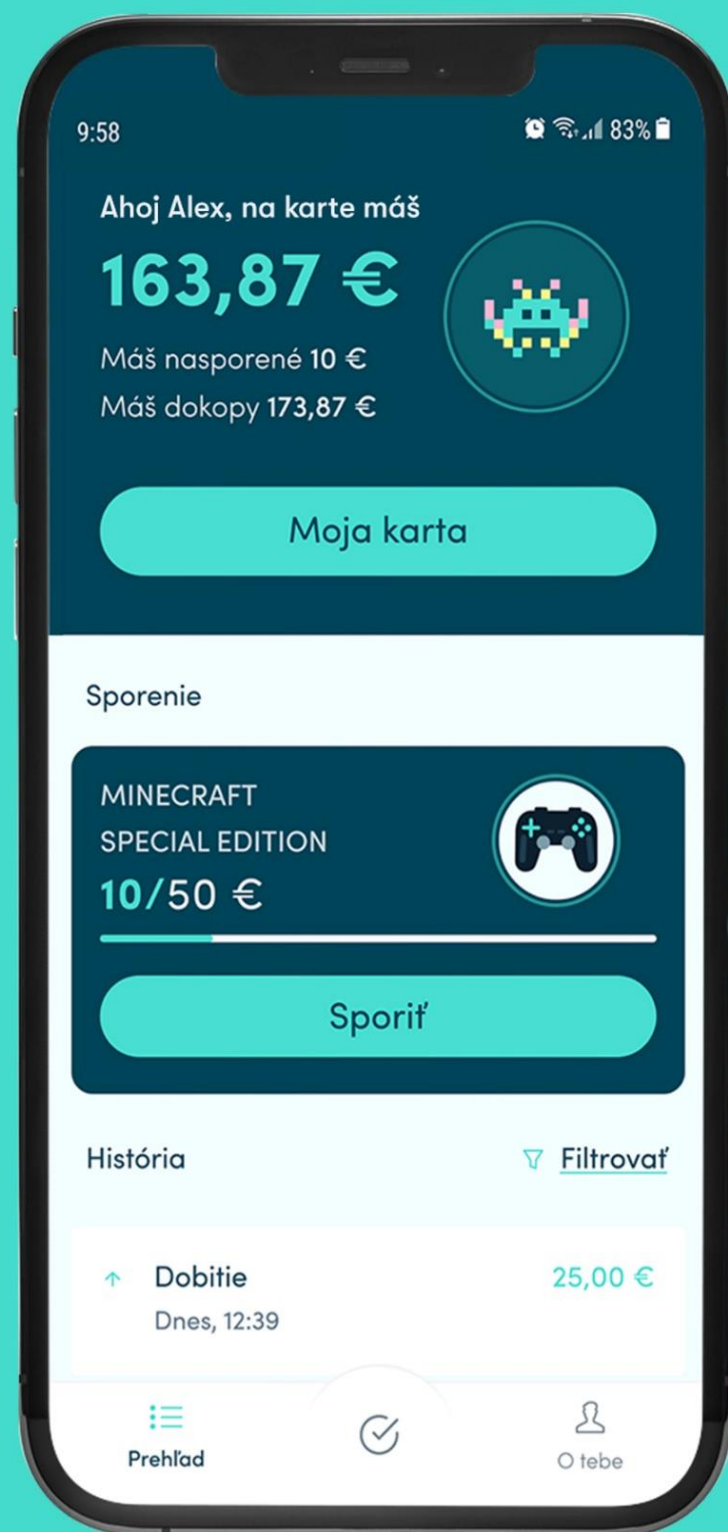 9:58
83%
Ahoj Alex, na karte máš
163,87 €
Máš nasporené 10 €
Máš dokopy 173,87 €
Moja karta
Sporenie
MINECRAFT
SPECIAL EDITION
10/50 €
Sporiť
História
Filtrovať
Dobitie
25,00 €
Dnes, 12:39
Prehľad
O tebe